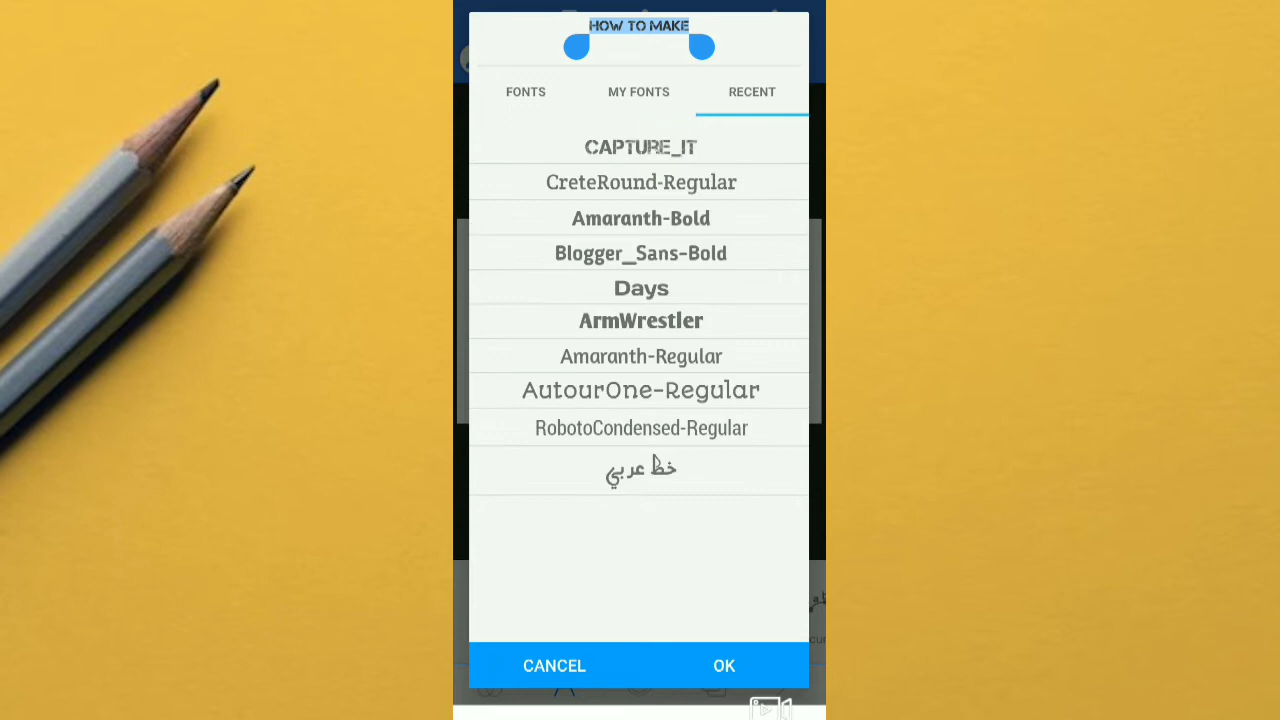 HOW TO MAKE
FONTS MY FONTS RECENT
CAPTURE_IT
CreteRound-Regular
Amaranth-Bold
Blogger_Sans-Bold
Days
ArmWrestler
Amaranth-Regular
AutourOne-Regular
RobotoCondensed-Regular
خط عربي
CANCEL OK